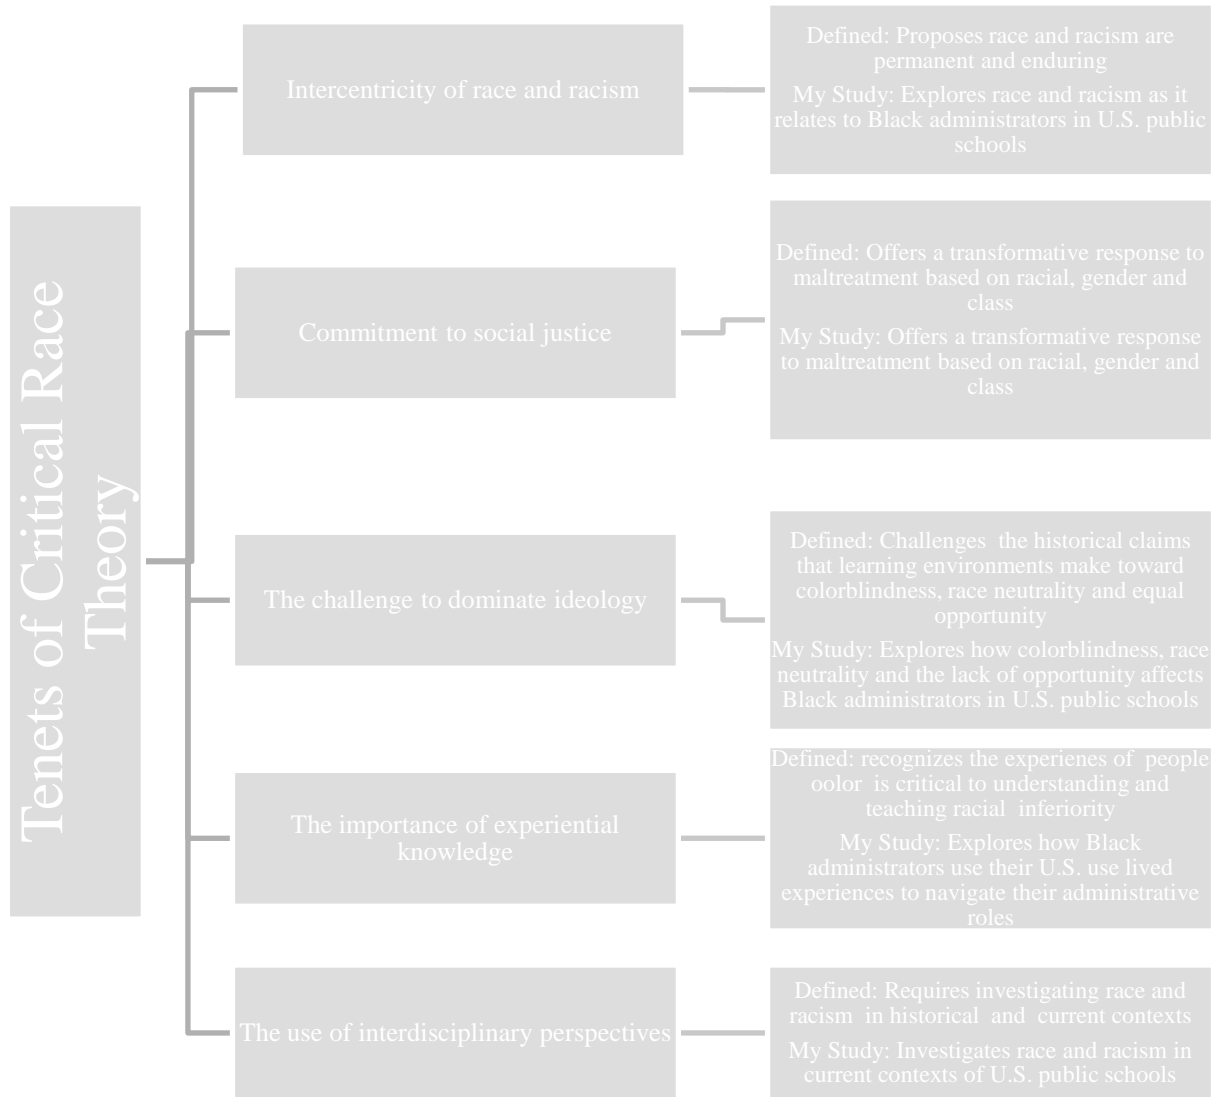 Tenets of Critical Race
Theory
Intercentricity of race and racism
Defined: Proposes race and racism are
permanent and enduring
My Study: Explores race and racism as it
relates to Black administrators in U.S. public
schools
Commitment to social justice
Defined: Offers a transformative response to
maltreatment based on racial, gender and
class
My Study: Offers a transformative response
to maltreatment based on racial, gender and
class
The challenge to dominate ideology
Defined: Challenges  the historical claims
that learning environments make toward
colorblindness, race neutrality and equal
opportunity
My Study: Explores how colorblindness, race
neutrality and the lack of opportunity affects
Black administrators in U.S. public schools
The importance of experiential
knowledge
Defined: recognizes the experienes of  people
oolor  is critical to understanding and
teaching racial  inferiority
My Study: Explores how Black
administrators use their U.S. use lived
experiences to navigate their administrative
roles
The use of interdisciplinary perspectives
Defined: Requires investigating race and
racism  in historical  and  current contexts
My Study: Investigates race and racism in
current contexts of U.S. public schools